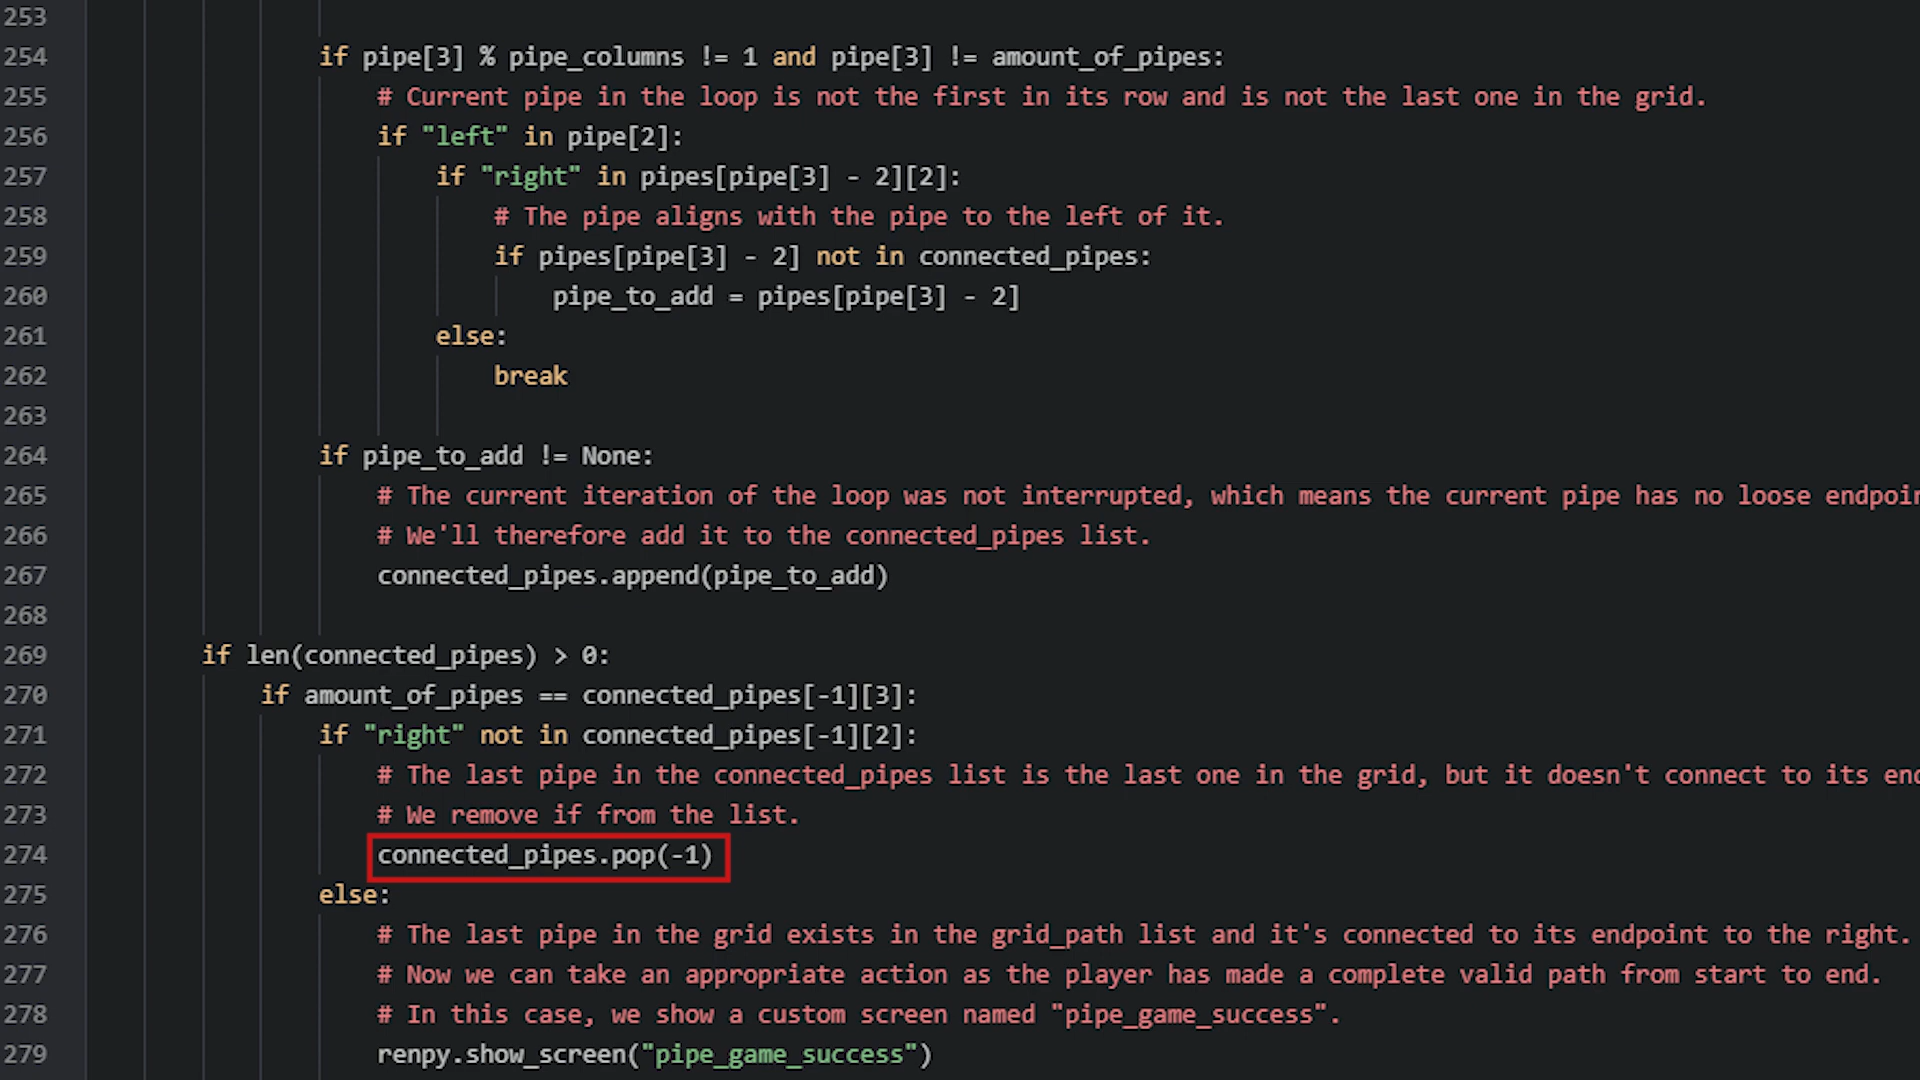 253
254 if pipe[3] % pipe_columns != 1 and pipe[3] != amount_of_pipes:
255 # Current pipe in the loop is not the first in its row and is not the last one in the grid.
256 if "left" in pipe[2]:
257 if "right" in pipes[pipe[3] - 2][2]:
258 # The pipe aligns with the pipe to the left of it.
259 if pipes[pipe[3] - 2] not in connected_pipes:
260 pipe_to_add = pipes[pipe[3] - 2]
261 else:
262 break
263
264 if pipe_to_add != None:
265 # The current iteration of the loop was not interrupted, which means the current pipe has no loose
266 # We'll therefore add it to the connected_pipes list.
267 connected_pipes.append(pipe_to_add)
268
269 if len(connected_pipes) > 0:
270 if amount_of_pipes == connected_pipes[-1][3]:
271 if "right" not in connected_pipes[-1][2]:
272 # The last pipe in the connected_pipes list is the last one in the grid, but it doesn't connect to its
273 # We remove if from the list.
274 connected_pipes.pop(-1)
275 else:
276 # The last pipe in the grid exists in the grid_path list and it's connected to its endpoint to the right.
277 # Now we can take an appropriate action as the player has made a complete valid path from start to end.
278 # In this case, we show a custom screen named "pipe_game_success".
279 renpy.show_screen("pipe_game_success")